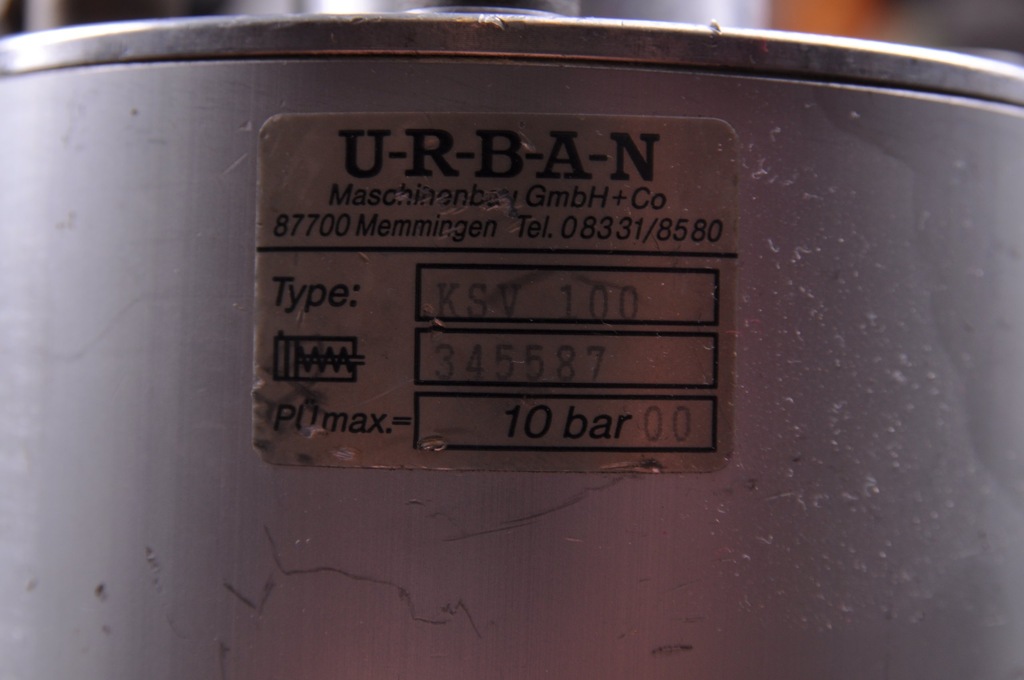 U-R-B-A-N
Maschinenbau GmbH+Co
87700 Memmingen Tel. 08331/8580
Type: KSV 100
345587
PÜmax.= 10 bar 00